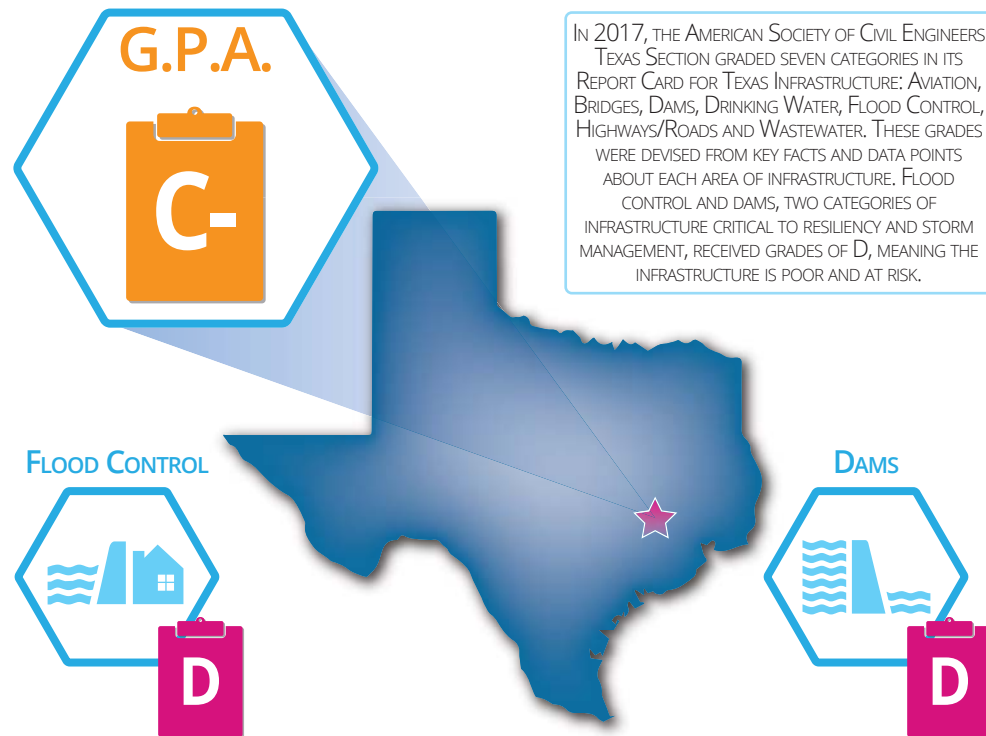 G.P.A.
C-
In 2017, the American Society of Civil Engineers
Texas Section graded seven categories in its
Report Card for Texas Infrastructure: Aviation,
Bridges, Dams, Drinking Water, Flood Control,
Highways/Roads and Wastewater. These grades
were devised from key facts and data points
about each area of infrastructure. Flood
control and dams, two categories of
infrastructure critical to resiliency and storm
management, received grades of D, meaning the
infrastructure is poor and at risk.
Flood Control
D
Dams
D